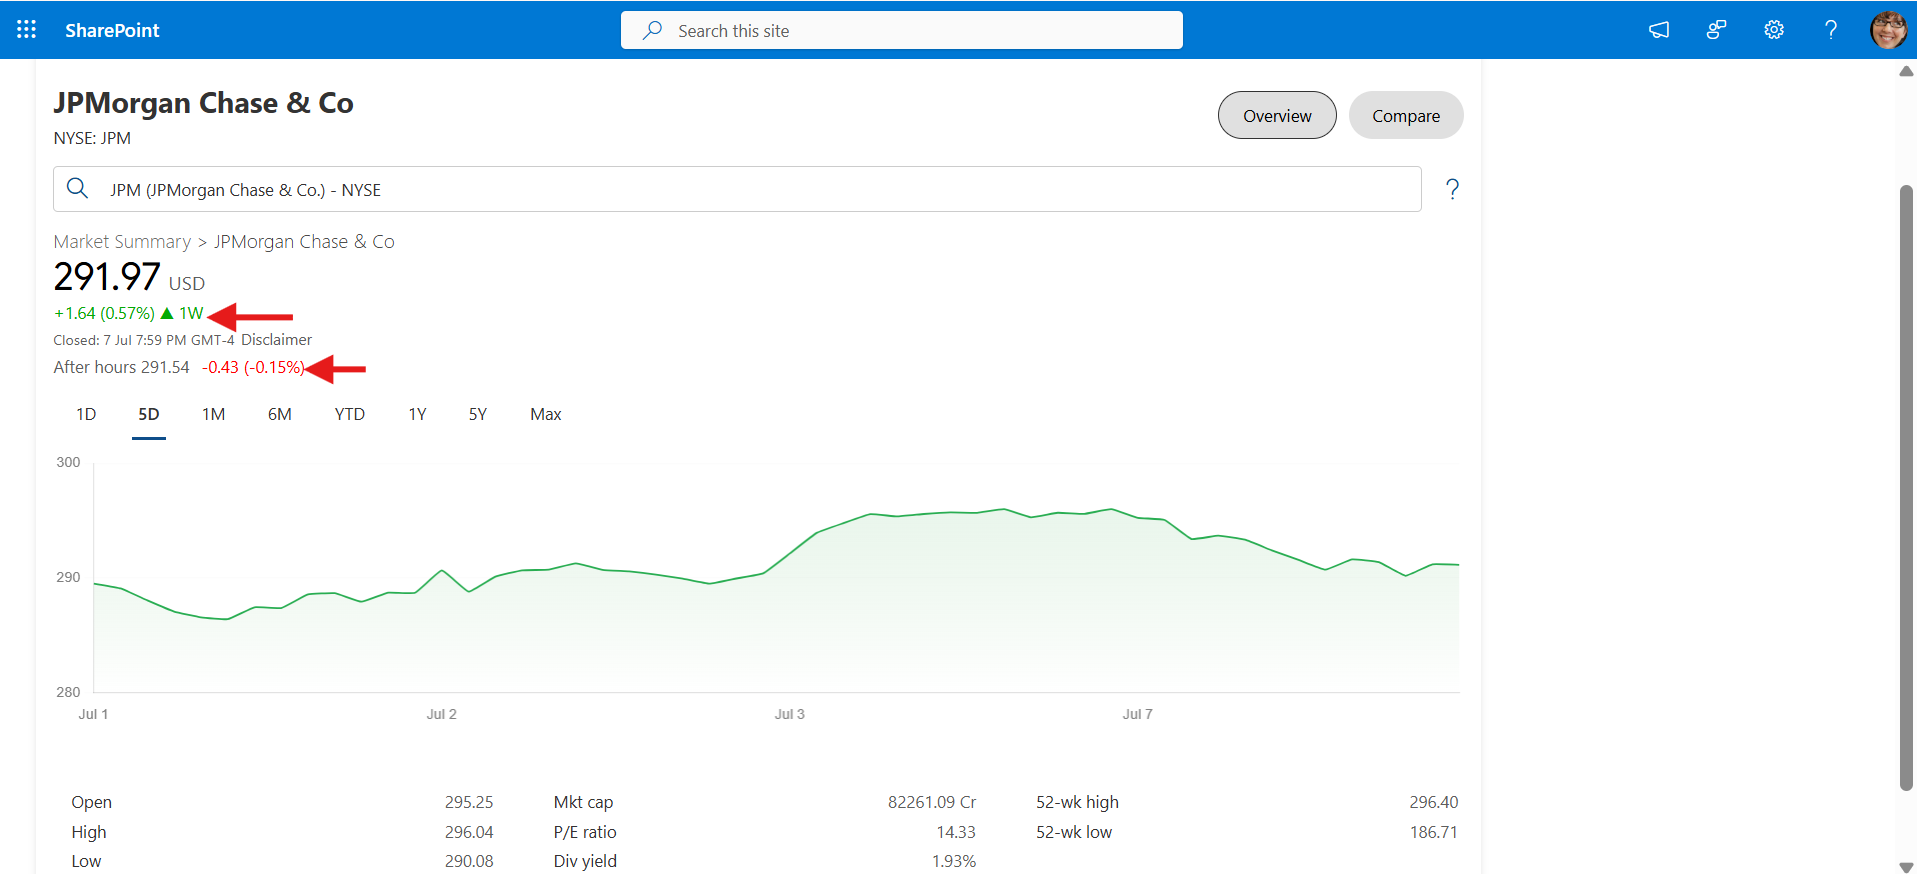 SharePoint
Search this site
?
JPMorgan Chase & Co
NYSE: JPM
Overview
Compare
JPM (JPMorgan Chase & Co.) - NYSE
?
Market Summary > JPMorgan Chase & Co
291.97 USD
+1.64 (0.57%) ▲ 1W
Closed: 7 Jul 7:59 PM GMT-4 Disclaimer
After hours 291.54 -0.43 (-0.15%)
1D 5D 1M 6M YTD 1Y 5Y Max
300
290
280
Jul 1 Jul 2 Jul 3 Jul 7
Open 295.25 Mkt cap 82261.09 Cr 52-wk high 296.40
High 296.04 P/E ratio 14.33 52-wk low 186.71
Low 290.08 Div yield 1.93%